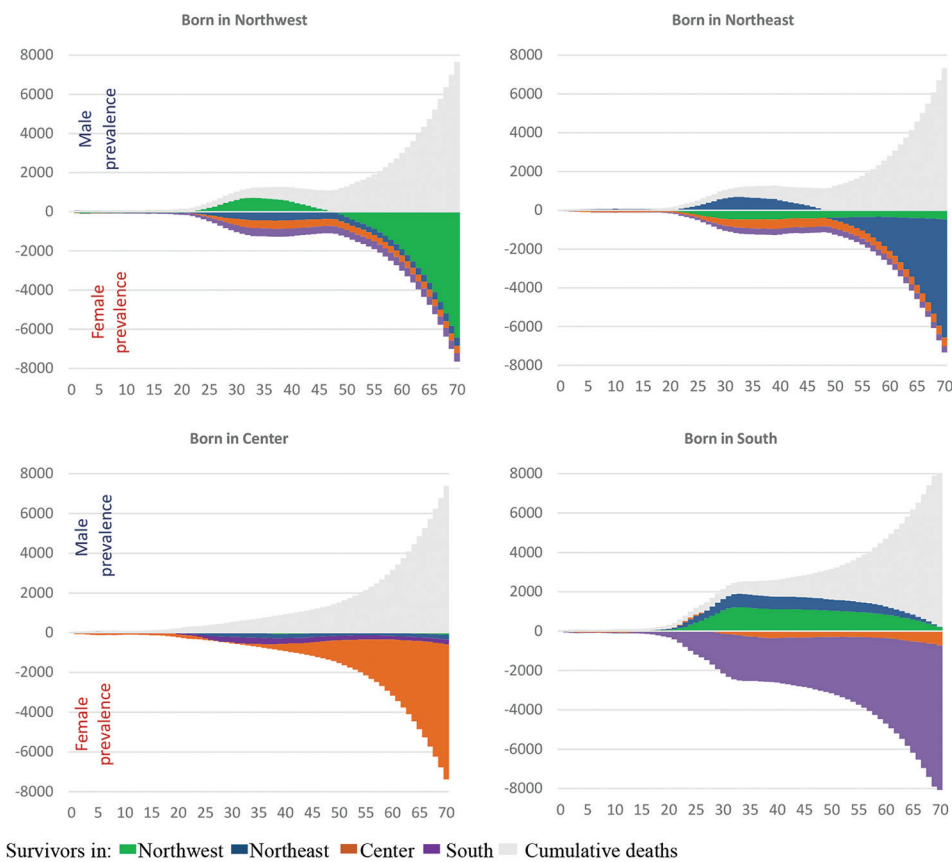 Born in Northwest
8000
6000
4000
2000
0
-2000
-4000
-6000
-8000
Male
prevalence
Female
prevalence
0 5 10 15 20 25 30 35 40 45 50 55 60 65 70
Born in Northeast
8000
6000
4000
2000
0
-2000
-4000
-6000
-8000
0 5 10 15 20 25 30 35 40 45 50 55 60 65 70
Born in Center
8000
6000
4000
2000
0
-2000
-4000
-6000
-8000
Male
prevalence
Female
prevalence
0 5 10 15 20 25 30 35 40 45 50 55 60 65 70
Born in South
8000
6000
4000
2000
0
-2000
-4000
-6000
-8000
0 5 10 15 20 25 30 35 40 45 50 55 60 65 70
Survivors in: Northwest Northeast Center South Cumulative deaths